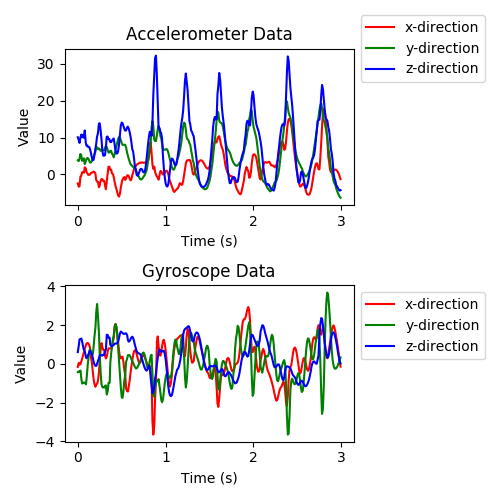 Accelerometer Data
x-direction
y-direction
z-direction
Value
30
20
10
0
0
1
2
3
Time (s)
Gyroscope Data
x-direction
y-direction
z-direction
Value
4
2
0
−2
−4
0
1
2
3
Time (s)